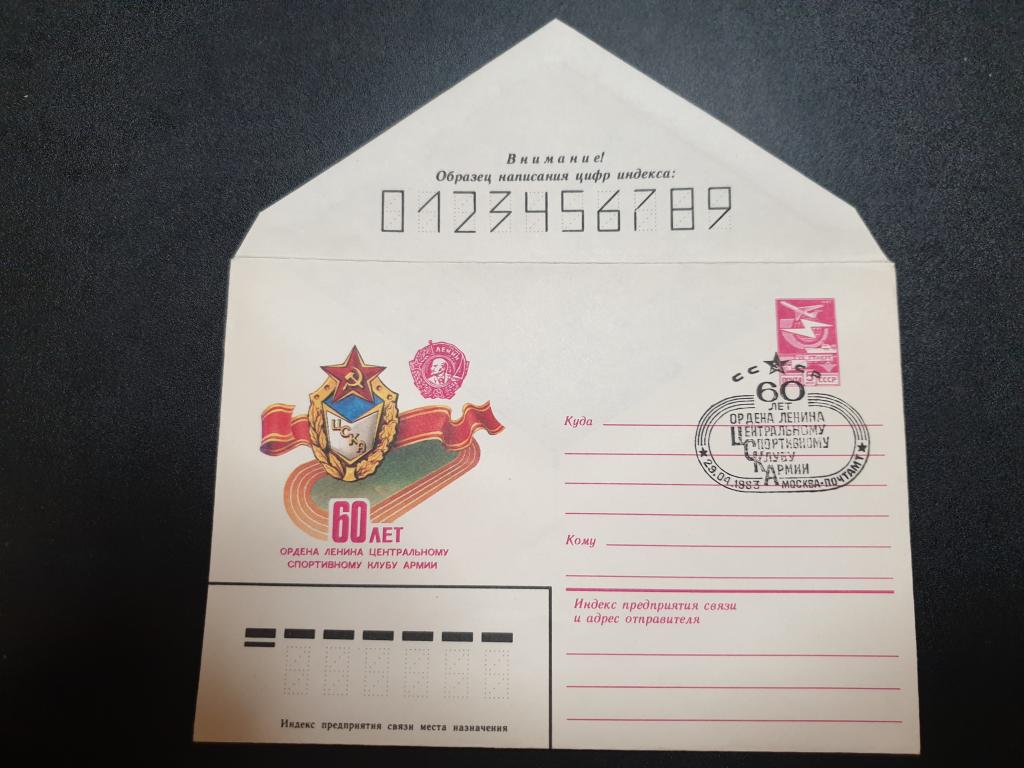 Внимание!
Образец написания цифр индекса:
0123456789
ЛЕНИН
ЦСКА
60 ЛЕТ
ОРДЕНА ЛЕНИНА ЦЕНТРАЛЬНОМУ
СПОРТИВНОМУ КЛУБУ АРМИИ
СССР
СССР
60
ЛЕТ
ОРДЕНА ЛЕНИНА
ЦЕНТРАЛЬНОМУ
СПОРТИВНОМУ
КЛУБУ
АРМИИ
29.04.1983 МОСКВА-ПОЧТАМТ
Куда
Кому
Индекс предприятия связи
и адрес отправителя
Индекс предприятия связи места назначения